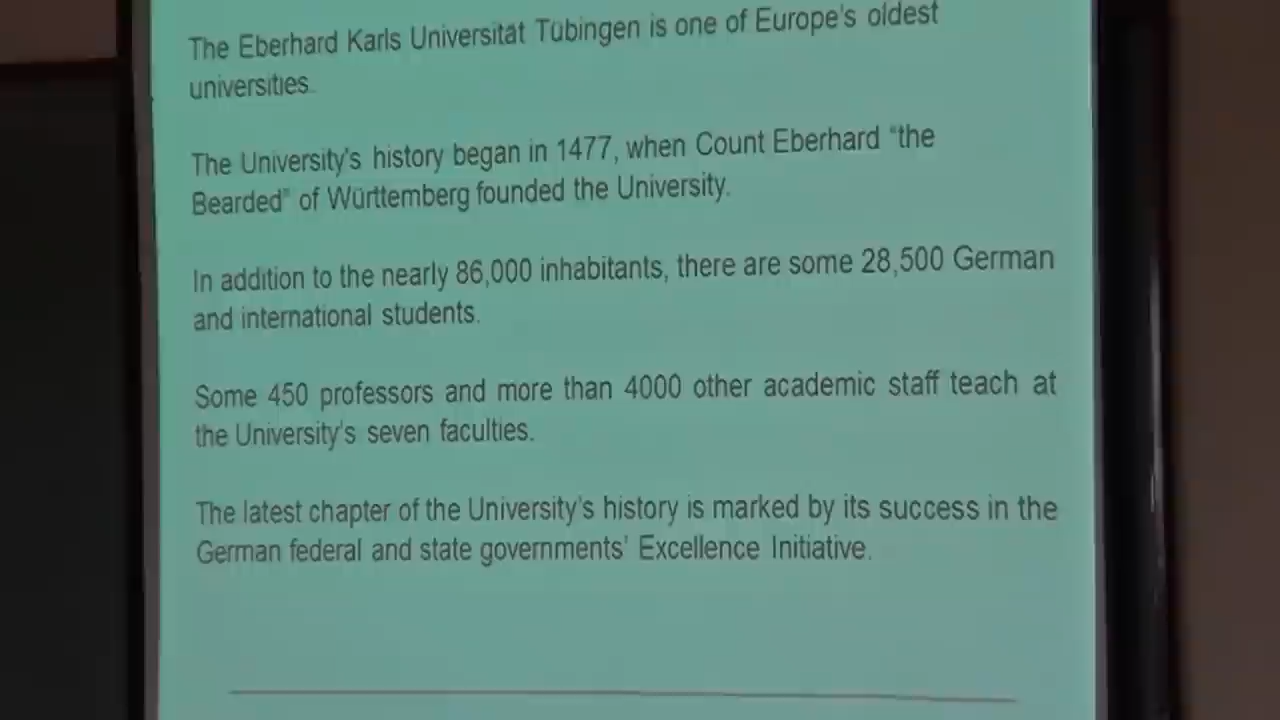 The Eberhard Karls Universität Tübingen is one of Europe's oldest
universities.
The University's history began in 1477, when Count Eberhard "the
Bearded" of Württemberg founded the University.
In addition to the nearly 86,000 inhabitants, there are some 28,500 German
and international students.
Some 450 professors and more than 4000 other academic staff teach at
the University's seven faculties.
The latest chapter of the University's history is marked by its success in the
German federal and state governments' Excellence Initiative.